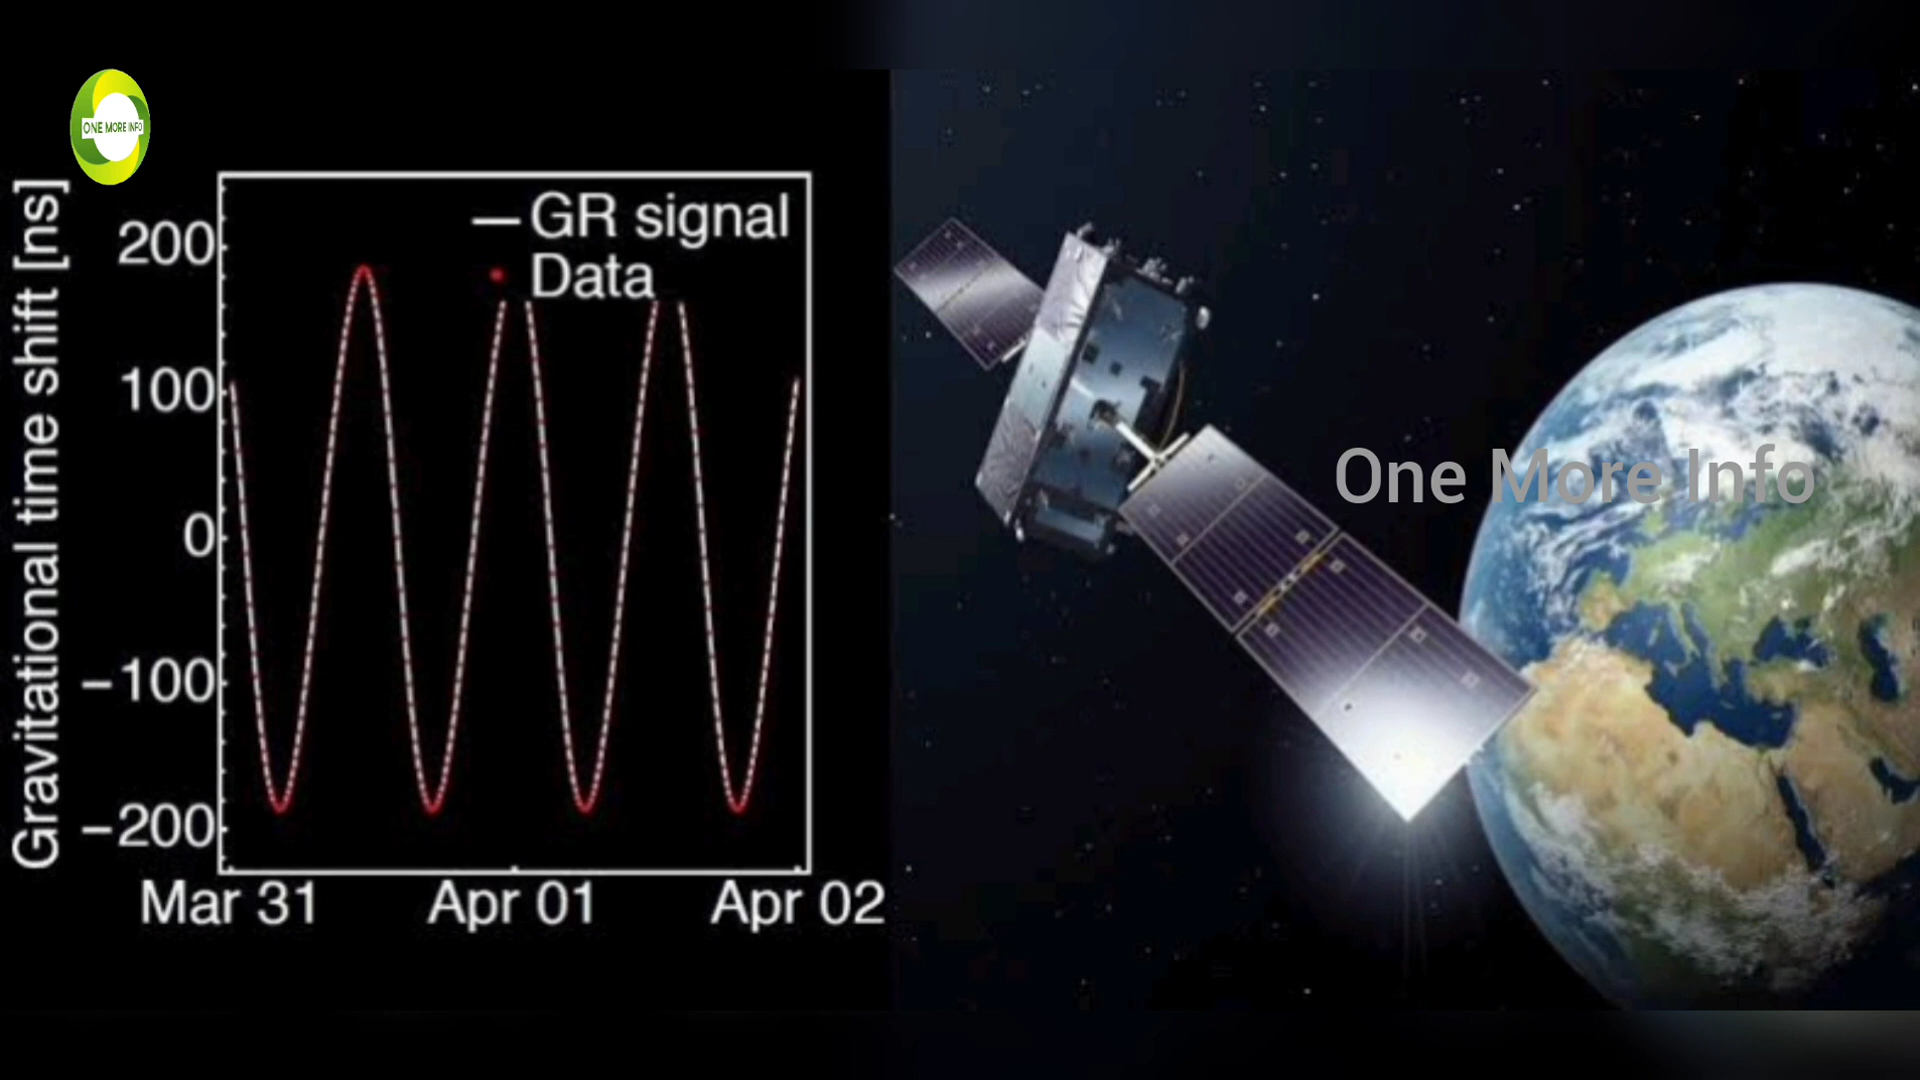 ONE MORE INFO
Gravitational time shift [ns]
200
100
0
−100
−200
GR signal
Data
Mar 31
Apr 01
Apr 02
One More Info